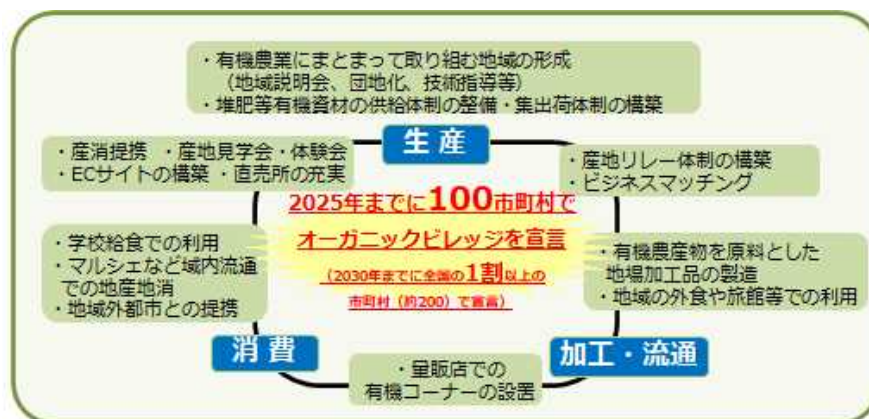 ・有機農業にまとまって取り組む地域の形成
（地域説明会、団地化、技術指導等）
・堆肥等有機資材の供給体制の整備・集出荷体制の構築
生 産
・産消提携 ・産地見学会・体験会
・ECサイトの構築 ・直売所の充実
・産地リレー体制の構築
・ビジネスマッチング
2025年までに100市町村で
オーガニックビレッジを宣言
（2030年までに全国の1割以上の
市町村（約200）で宣言）
・学校給食での利用
・マルシェなど域内流通
での地産地消
・地域外都市との提携
・有機農産物を原料とした
地場加工品の製造
・地域の外食や旅館等での利用
消 費
加工・流通
・量販店での
有機コーナーの設置